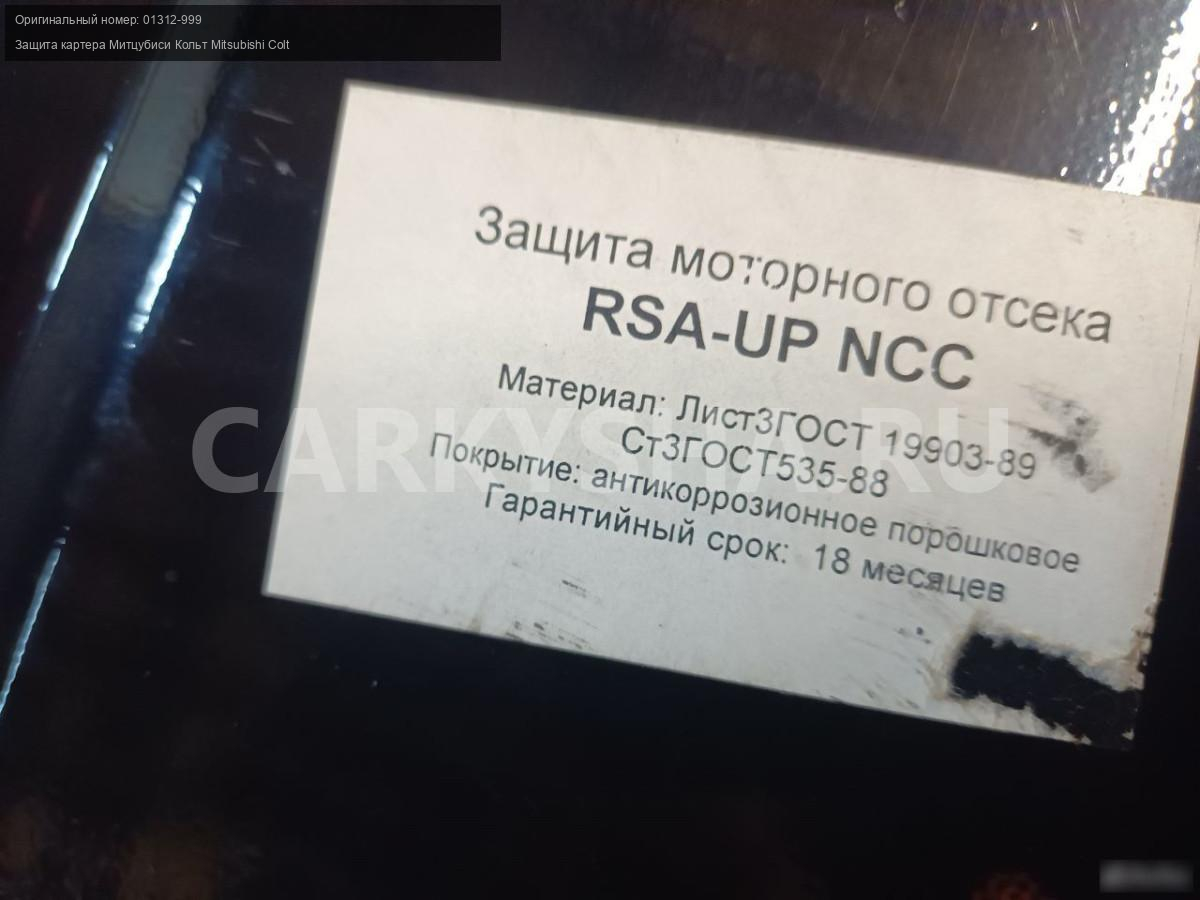 Оригинальный номер: 01312-999
Защита картера Митцубиси Кольт Mitsubishi Colt
Защита моторного отсека
RSA-UP NCC
Материал: Лист3ГОСТ 19903-89
Ст3ГОСТ535-88
CARKYSHA.RU
Покрытие: антикоррозионное порошковое
Гарантийный срок: 18 месяцев